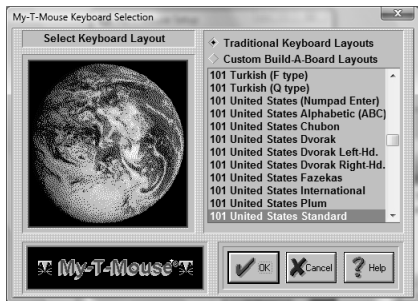 My-T-Mouse Keyboard Selection
Select Keyboard Layout
Traditional Keyboard Layouts
Custom Build-A-Board Layouts
101 Turkish (F type)
101 Turkish (Q type)
101 United States (Numpad Enter)
101 United States Alphabetic (ABC)
101 United States Chubon
101 United States Dvorak
101 United States Dvorak Left-Hd.
101 United States Dvorak Right-Hd.
101 United States Fazekas
101 United States International
101 United States Plum
101 United States Standard
My-T-Mouse®
OK
Cancel
Help